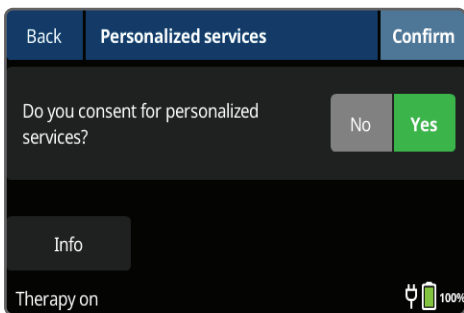 Back Personalized services Confirm
Do you consent for personalized
services?
No Yes
Info
Therapy on 100%